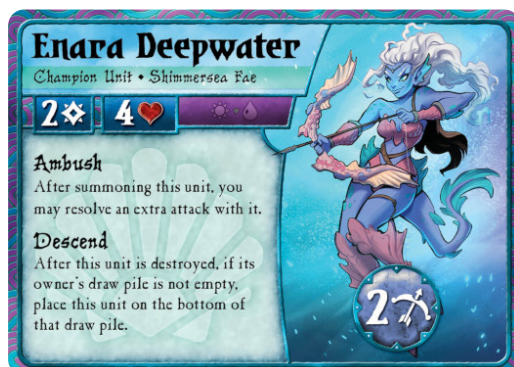 Enara Deepwater
Champion Unit • Shimmersea Fae
2 4
Ambush
After summoning this unit, you
may resolve an extra attack with it.
Descend
After this unit is destroyed, if its
owner's draw pile is not empty,
place this unit on the bottom of
that draw pile.
2